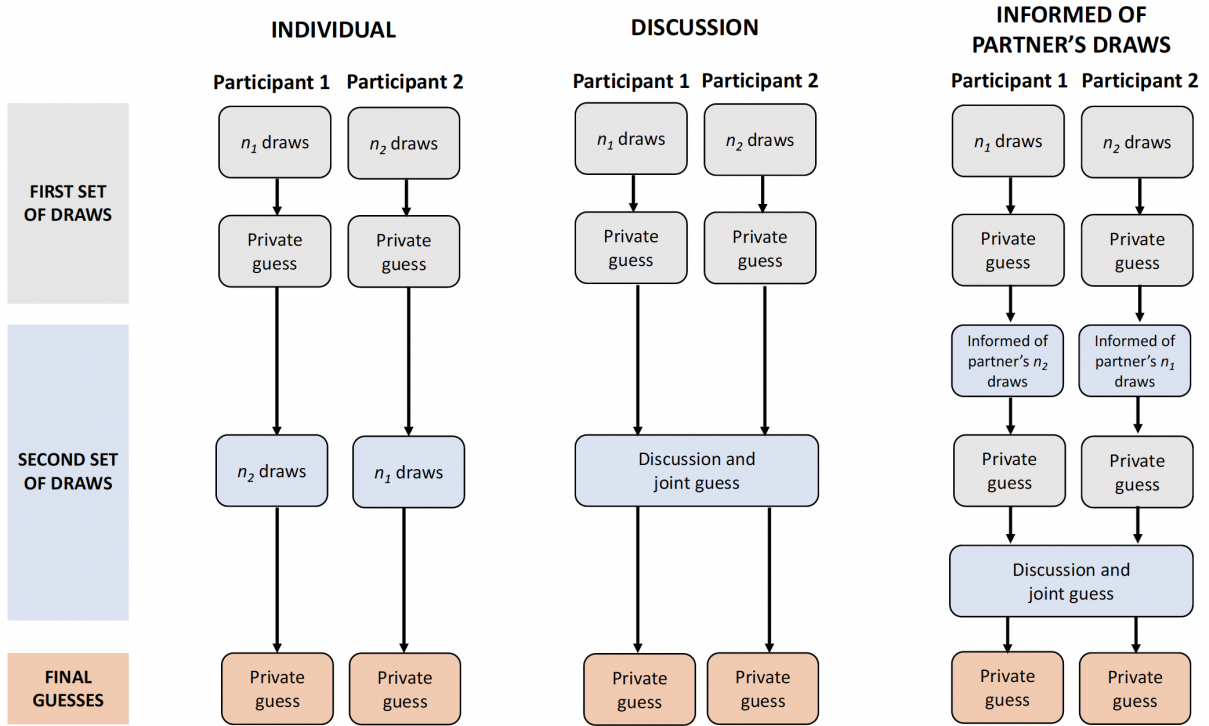 INDIVIDUAL
DISCUSSION
INFORMED OF
PARTNER'S DRAWS
Participant 1
Participant 2
Participant 1
Participant 2
Participant 1
Participant 2
FIRST SET
OF DRAWS
n₁ draws
n₂ draws
n₁ draws
n₂ draws
n₁ draws
n₂ draws
Private
guess
Private
guess
Private
guess
Private
guess
Private
guess
Private
guess
SECOND SET
OF DRAWS
Informed of
partner's n₂
draws
Informed of
partner's n₁
draws
n₂ draws
n₁ draws
Discussion and
joint guess
Private
guess
Private
guess
Discussion and
joint guess
FINAL
GUESSES
Private
guess
Private
guess
Private
guess
Private
guess
Private
guess
Private
guess